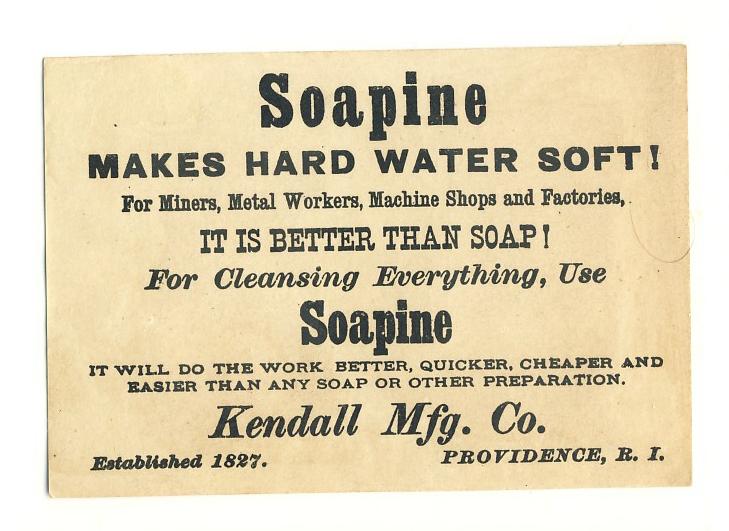 Soapine
MAKES HARD WATER SOFT!
For Miners, Metal Workers, Machine Shops and Factories,
IT IS BETTER THAN SOAP!
For Cleansing Everything, Use
Soapine
IT WILL DO THE WORK BETTER, QUICKER, CHEAPER AND
EASIER THAN ANY SOAP OR OTHER PREPARATION.
Kendall Mfg. Co.
Established 1827. PROVIDENCE, R. I.